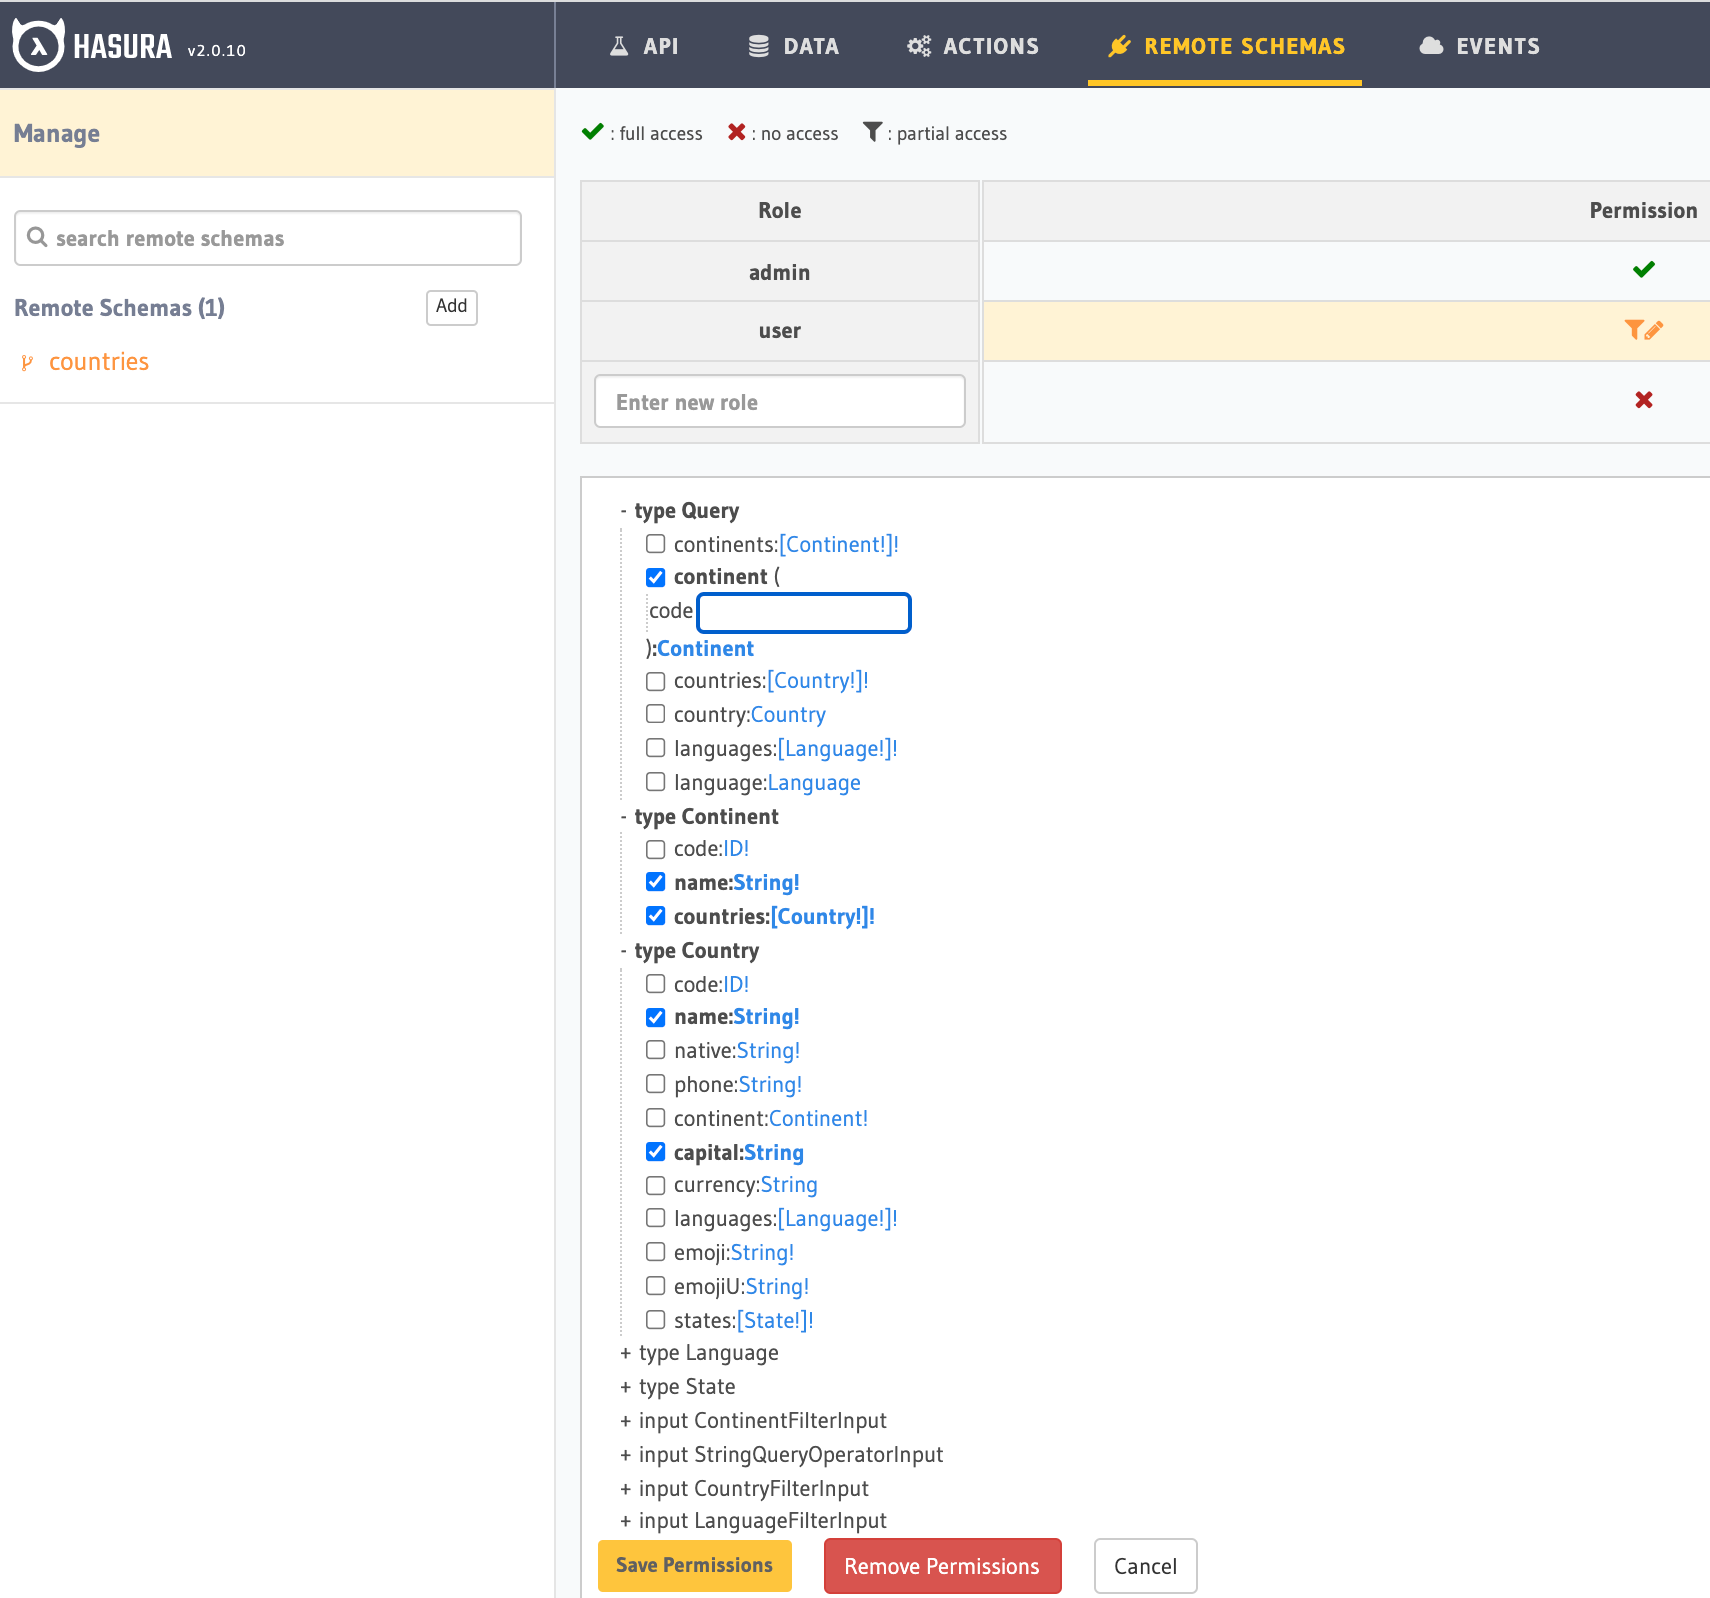 HASURA v2.0.10
API DATA ACTIONS REMOTE SCHEMAS EVENTS
Manage
search remote schemas
Remote Schemas (1) Add
countries
: full access : no access : partial access
Role Permission
admin
user
Enter new role
- type Query
continents:[Continent!]!
continent (
code
):Continent
countries:[Country!]!
country:Country
languages:[Language!]!
language:Language
- type Continent
code:ID!
name:String!
countries:[Country!]!
- type Country
code:ID!
name:String!
native:String!
phone:String!
continent:Continent!
capital:String
currency:String
languages:[Language!]!
emoji:String!
emojiU:String!
states:[State!]!
+ type Language
+ type State
+ input ContinentFilterInput
+ input StringQueryOperatorInput
+ input CountryFilterInput
+ input LanguageFilterInput
Save Permissions Remove Permissions Cancel